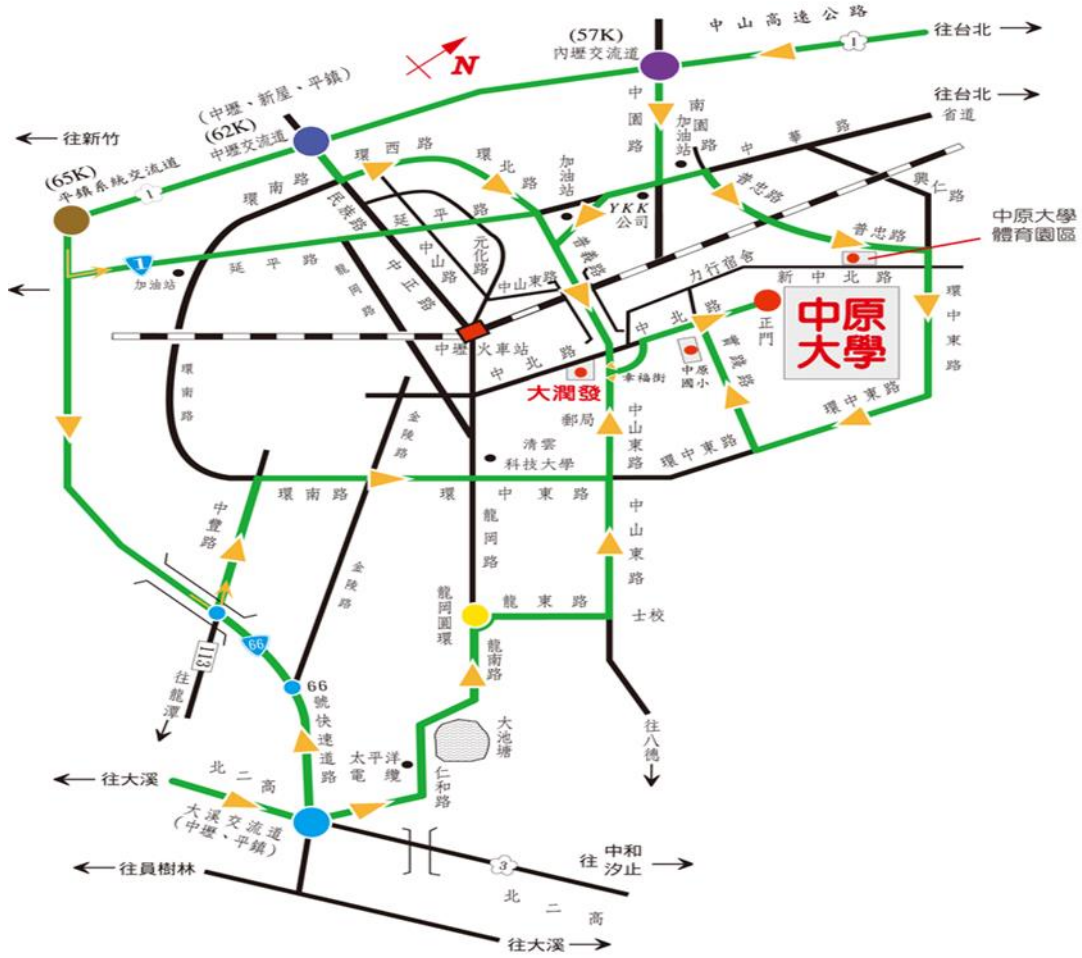 (57K)
內壢交流道
中山高速公路
1
往台北
N
往台北
省道
(中壢、新屋、平鎮)
(62K)
中壢交流道
往新竹
(65K)
平鎮系統交流道
1
環南路
環西路
環北路
加油站
中園路
南園路
加油站
中華路
興仁路
普忠路
普忠路
中原大學
體育園區
YKK
公司
普義路
延平路
延平路
1
加油站
民族路
龍岡路
中山路
中正路
元化路
中山東路
力行宿舍
新中北路
環中東路
中壢火車站
中北路
中北路
正門
中原
大學
實踐路
中原
國小
幸福街
大潤發
郵局
中山東路
環南路
金陵路
清雲
科技大學
環中東路
環中東路
環南路
環中東路
中豐路
金陵路
龍岡路
中山東路
龍岡圓環
龍東路
士校
龍南路
66
113
往龍潭
66
號快速道路
大池塘
往八德
太平洋
電纜
仁和路
往大溪
北二高
大溪交流道
(中壢、平鎮)
往員樹林
3
往
中和
汐止
北二高
往大溪